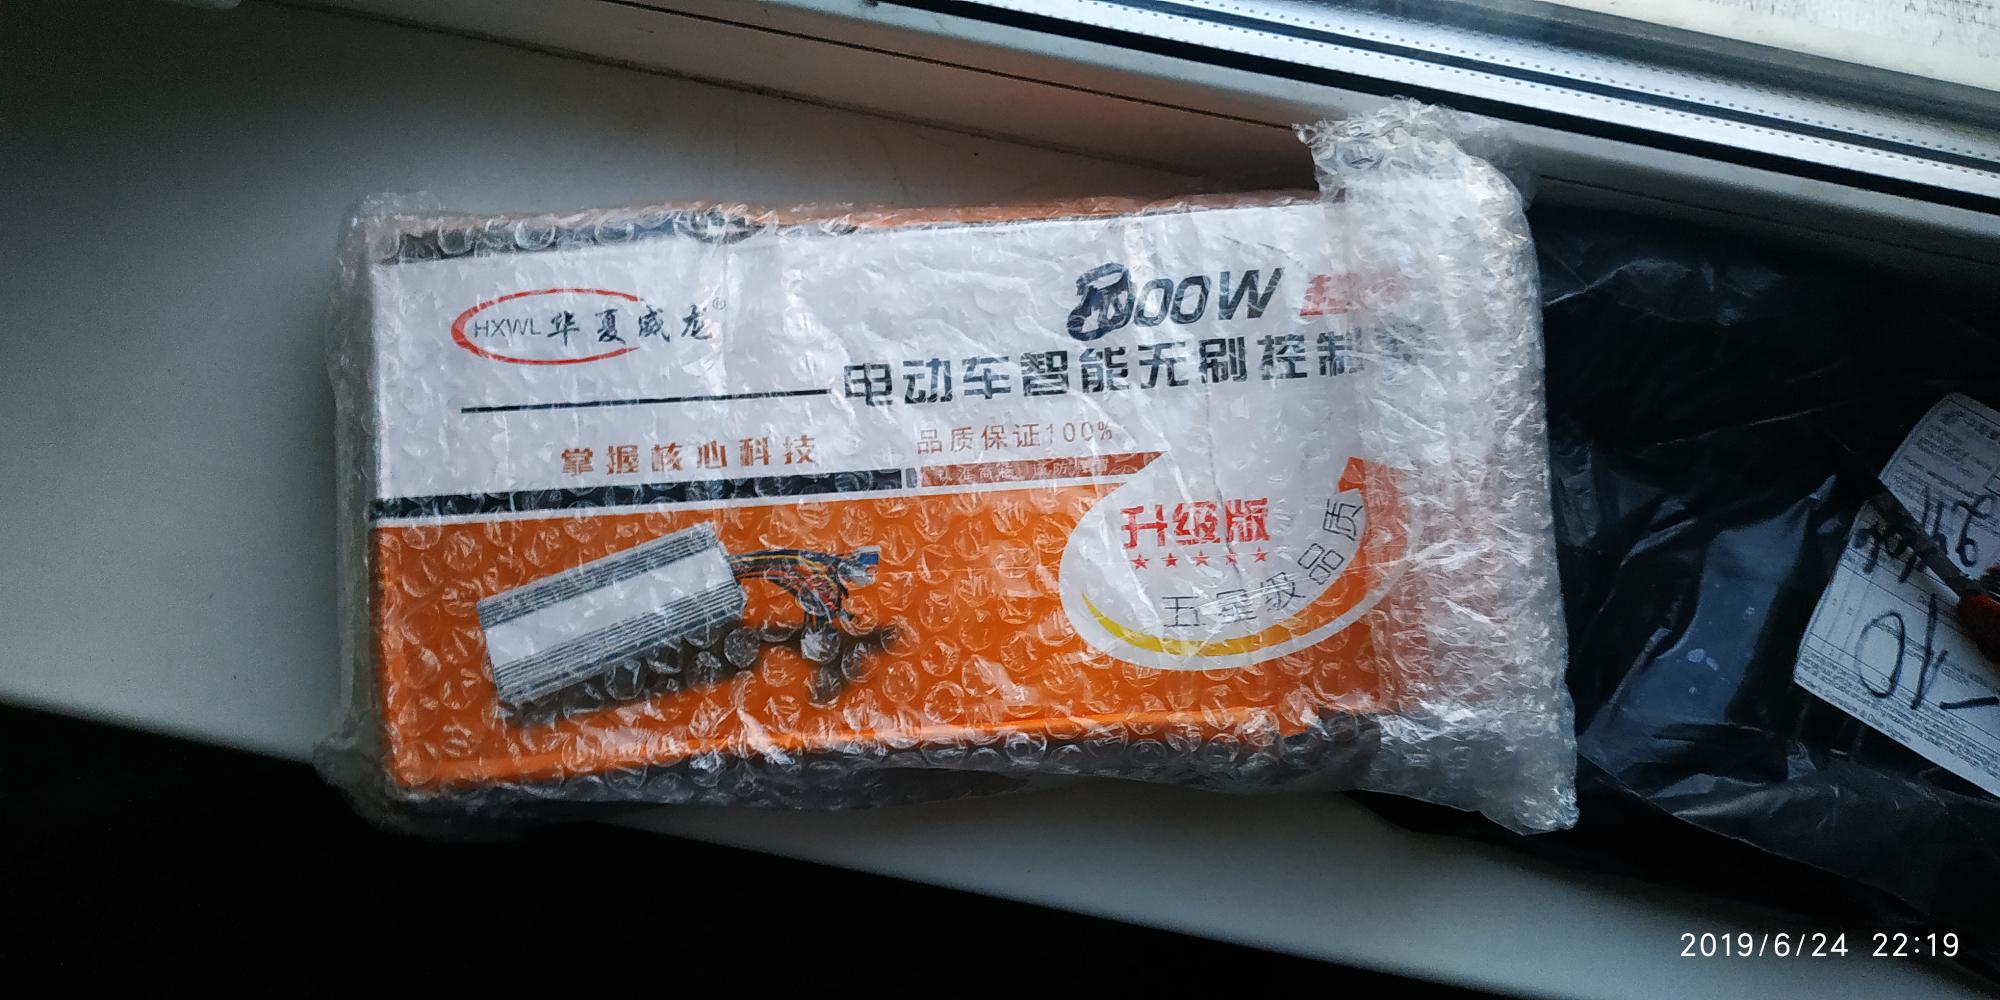 HXWL 华夏威龙®
800W
电动车智能无刷控制
掌握核心科技
品质保证100%
升级版
★★★★★
五星级品质
2019/6/24 22:19